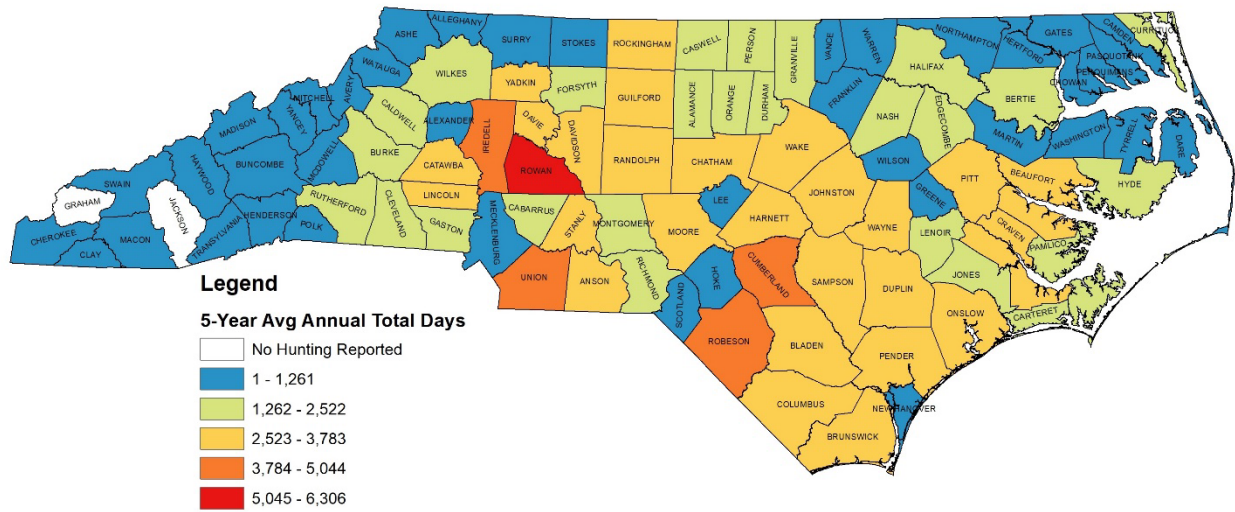 ALLEGHANY
ASHE
SURRY
STOKES
ROCKINGHAM
CASWELL
PERSON
GRANVILLE
VANCE
WARREN
NORTHAMPTON
HERTFORD
GATES
CAMDEN
CURRITUCK
PASQUOTANK
PERQUIMANS
CHOWAN
WATAUGA
WILKES
YADKIN
FORSYTH
GUILFORD
ALAMANCE
ORANGE
DURHAM
FRANKLIN
HALIFAX
BERTIE
AVERY
MITCHELL
YANCEY
MADISON
CALDWELL
ALEXANDER
IREDELL
DAVIE
DAVIDSON
RANDOLPH
CHATHAM
WAKE
NASH
EDGECOMBE
MARTIN
WASHINGTON
TYRRELL
DARE
HAYWOOD
BUNCOMBE
MCDOWELL
BURKE
CATAWBA
ROWAN
WILSON
PITT
BEAUFORT
HYDE
SWAIN
GRAHAM
JACKSON
RUTHERFORD
CLEVELAND
LINCOLN
GASTON
MECKLENBURG
CABARRUS
STANLY
MONTGOMERY
MOORE
LEE
HARNETT
JOHNSTON
WAYNE
GREENE
LENOIR
CRAVEN
PAMLICO
CHEROKEE
CLAY
MACON
TRANSYLVANIA
HENDERSON
POLK
UNION
ANSON
RICHMOND
SCOTLAND
HOKE
CUMBERLAND
SAMPSON
DUPLIN
JONES
ONSLOW
CARTERET
ROBESON
BLADEN
PENDER
COLUMBUS
BRUNSWICK
NEW HANOVER
Legend
5-Year Avg Annual Total Days
No Hunting Reported
1 - 1,261
1,262 - 2,522
2,523 - 3,783
3,784 - 5,044
5,045 - 6,306